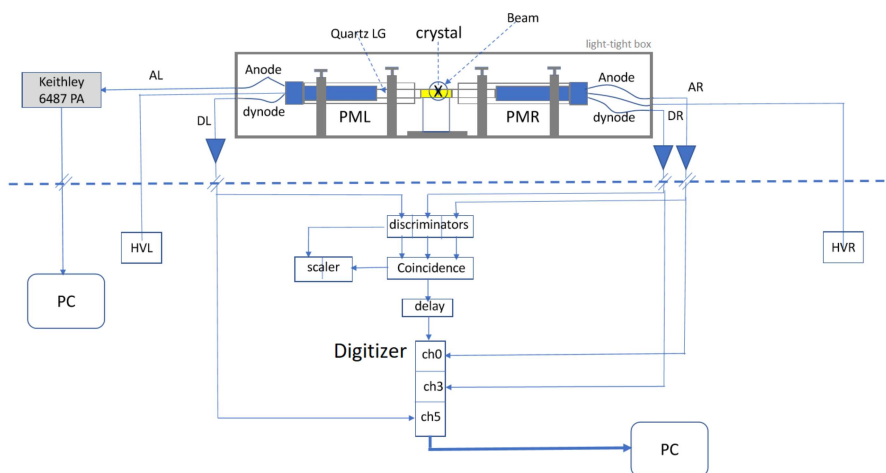 Beam
crystal
Quartz LG
light-tight box
Keithley
6487 PA
AL
Anode
Anode
AR
X
dynode
PML
PMR
dynode
DL
DR
discriminators
HVL
HVR
scaler
Coincidence
PC
delay
Digitizer
ch0
ch3
ch5
PC